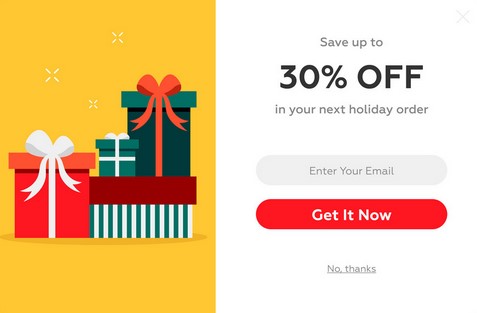 Save up to
30% OFF
in your next holiday order
Enter Your Email
Get It Now
No, thanks